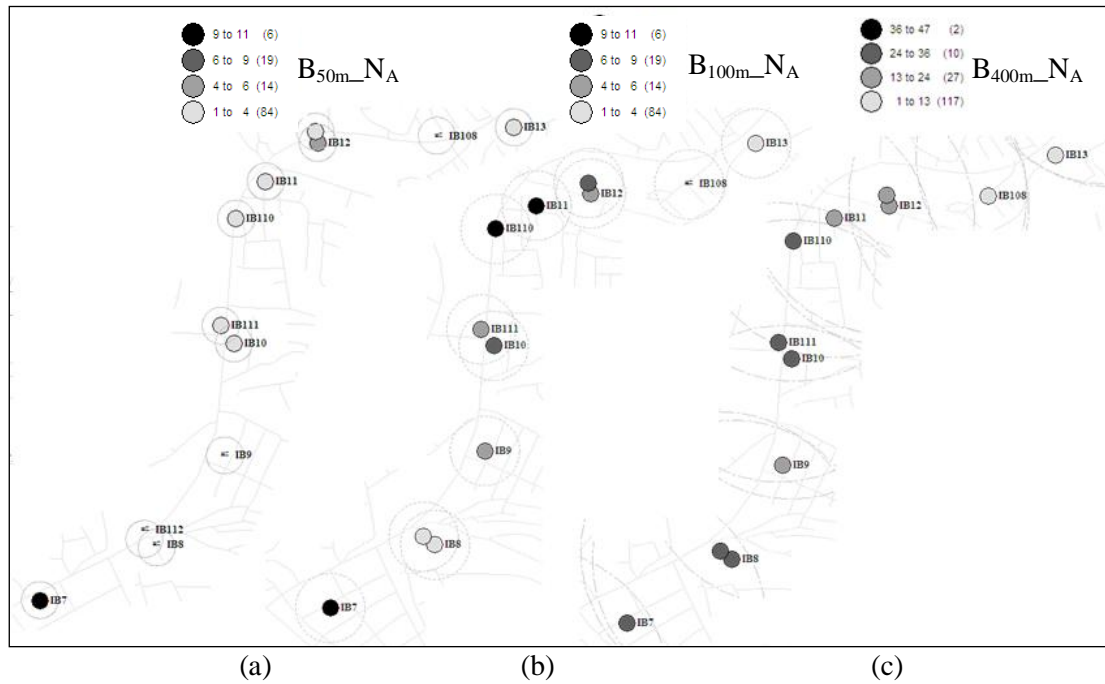 9 to 11 (6)
6 to 9 (19)
4 to 6 (14)
1 to 4 (84)
B50m_NA
9 to 11 (6)
6 to 9 (19)
4 to 6 (14)
1 to 4 (84)
B100m_NA
36 to 47 (2)
24 to 36 (10)
13 to 24 (27)
1 to 13 (117)
B400m_NA
IB12
IB108
IB13
IB11
IB110
IB111
IB10
IB9
IB112
IB8
IB7
IB13
IB108
IB12
IB11
IB110
IB111
IB10
IB9
IB8
IB7
IB13
IB108
IB12
IB11
IB110
IB111
IB10
IB9
IB8
IB7
(a)
(b)
(c)